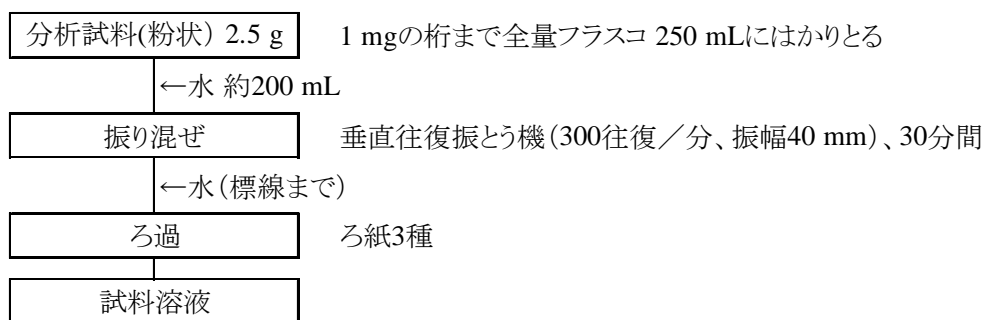 分析試料(粉状) 2.5 g 1 mgの桁まで全量フラスコ 250 mLにはかりとる
←水 約200 mL
振り混ぜ 垂直往復振とう機(300往復/分、振幅40 mm)、30分間
←水(標線まで)
ろ過 ろ紙3種
試料溶液